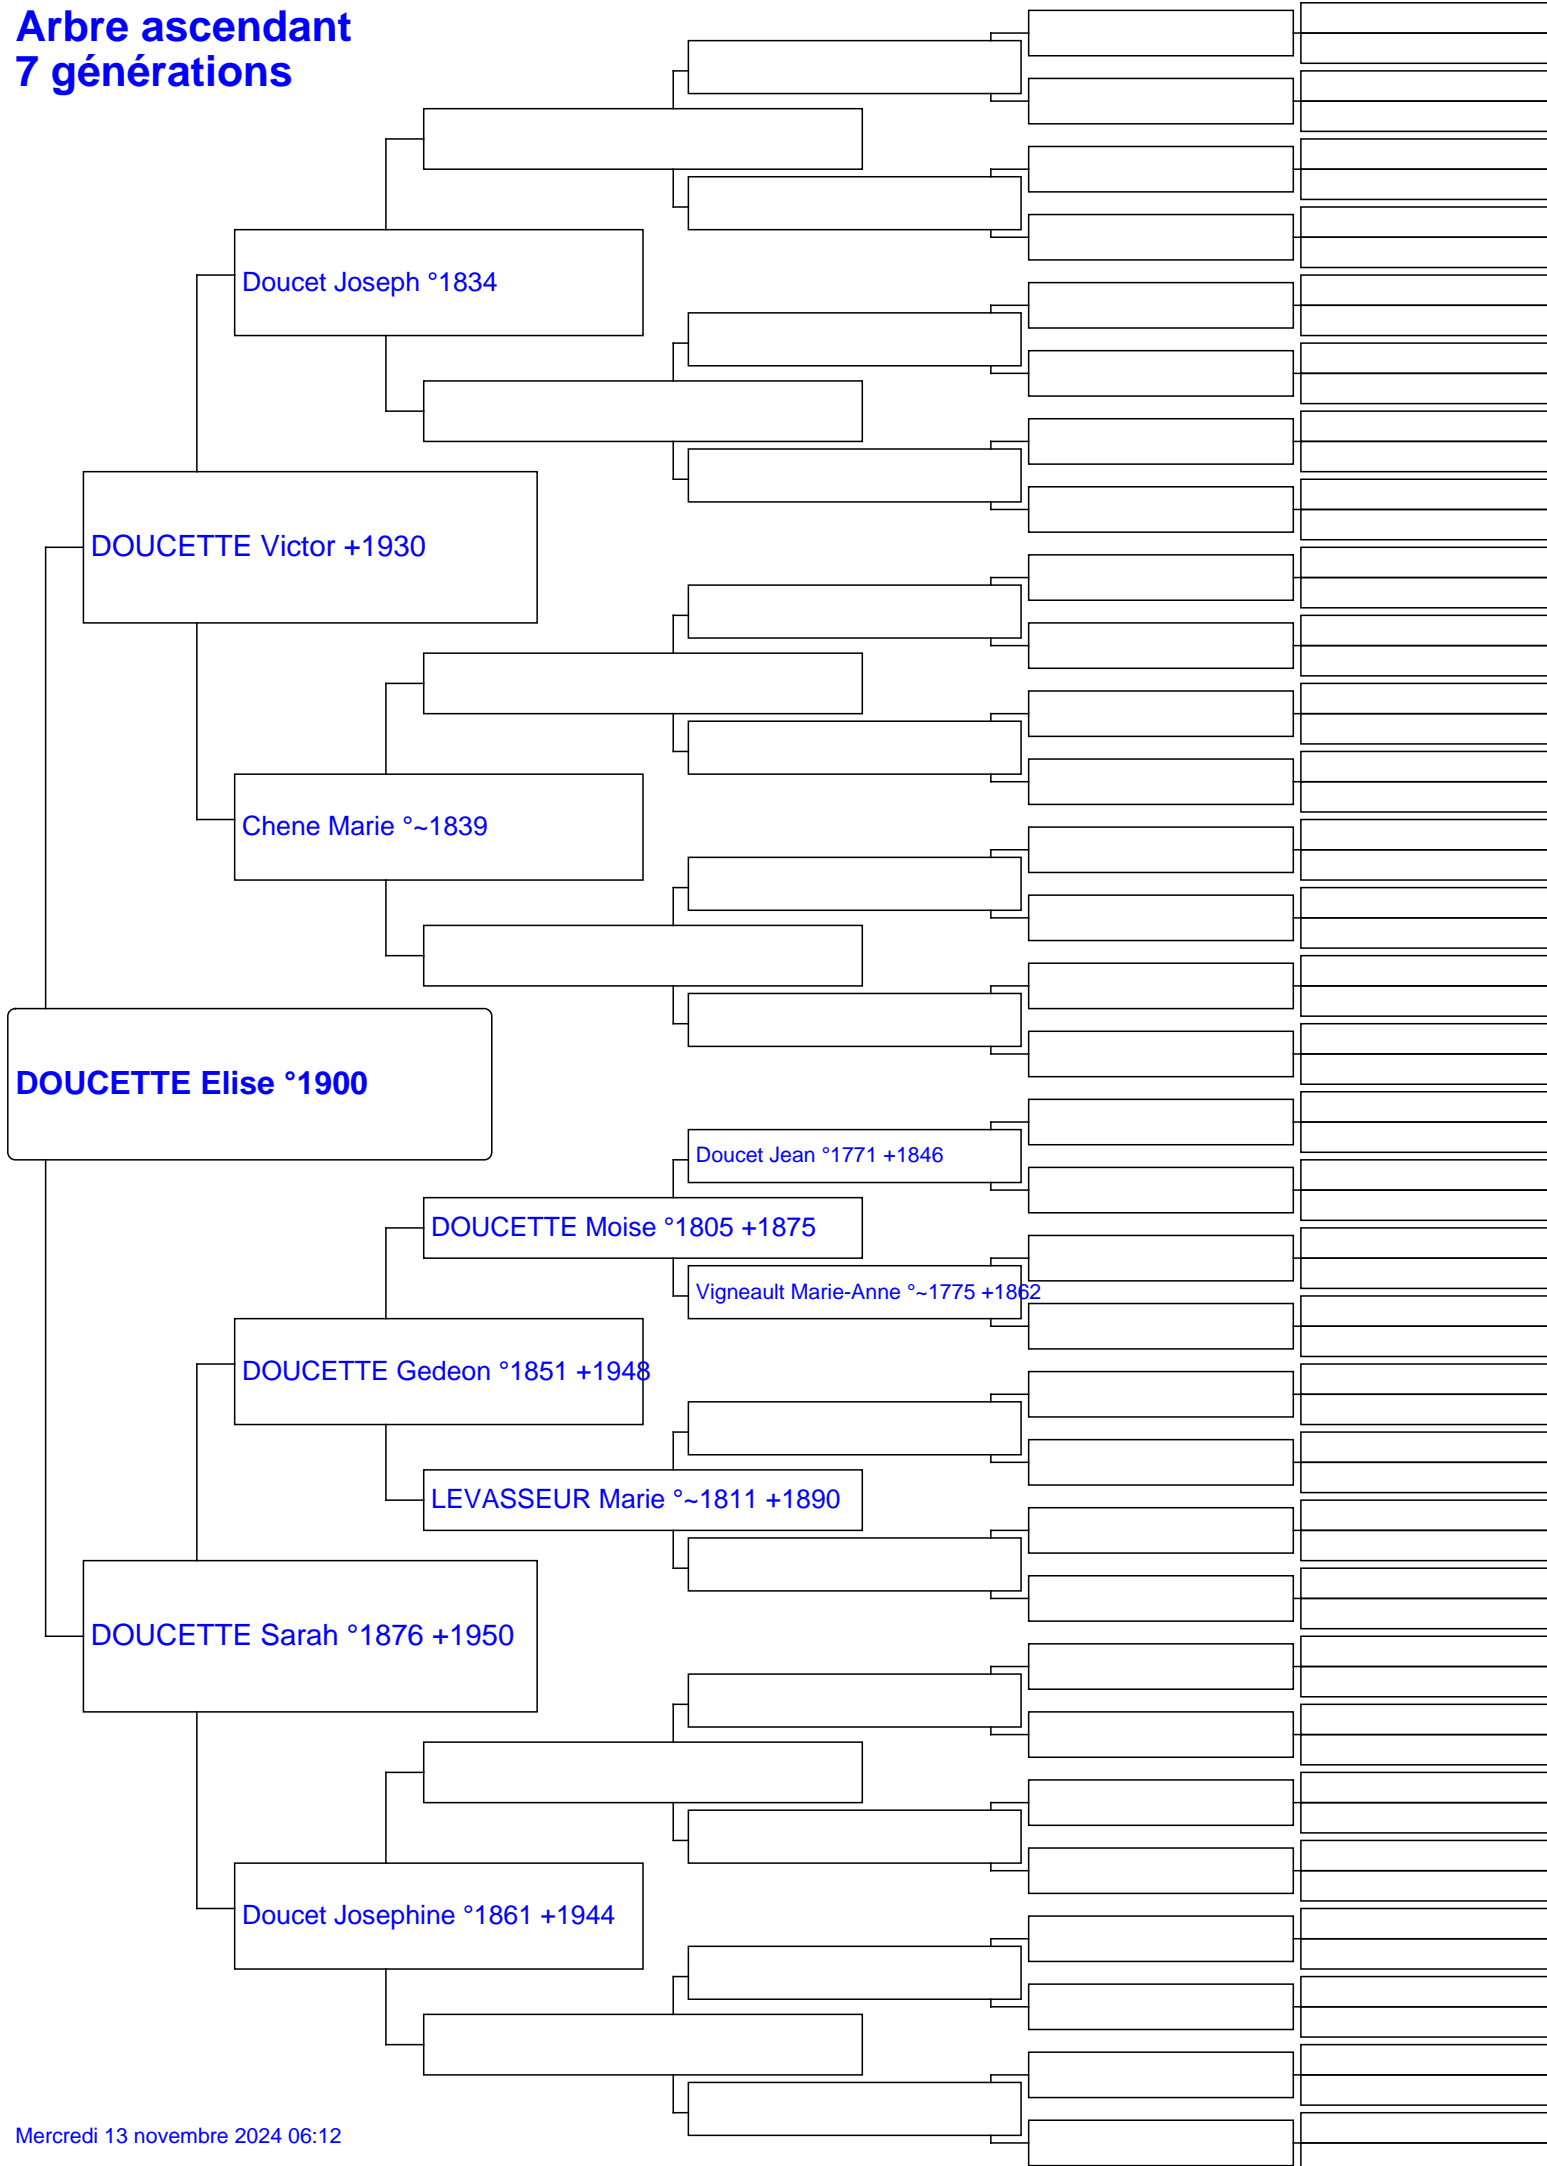 Arbre ascendant
7 générations
Doucet Joseph °1834
DOUCETTE Victor +1930
Chene Marie °~1839
DOUCETTE Elise °1900
Doucet Jean °1771 +1846
DOUCETTE Moise °1805 +1875
Vigneault Marie-Anne °~1775 +1862
DOUCETTE Gedeon °1851 +1948
LEVASSEUR Marie °~1811 +1890
DOUCETTE Sarah °1876 +1950
Doucet Josephine °1861 +1944
Mercredi 13 novembre 2024 06:12